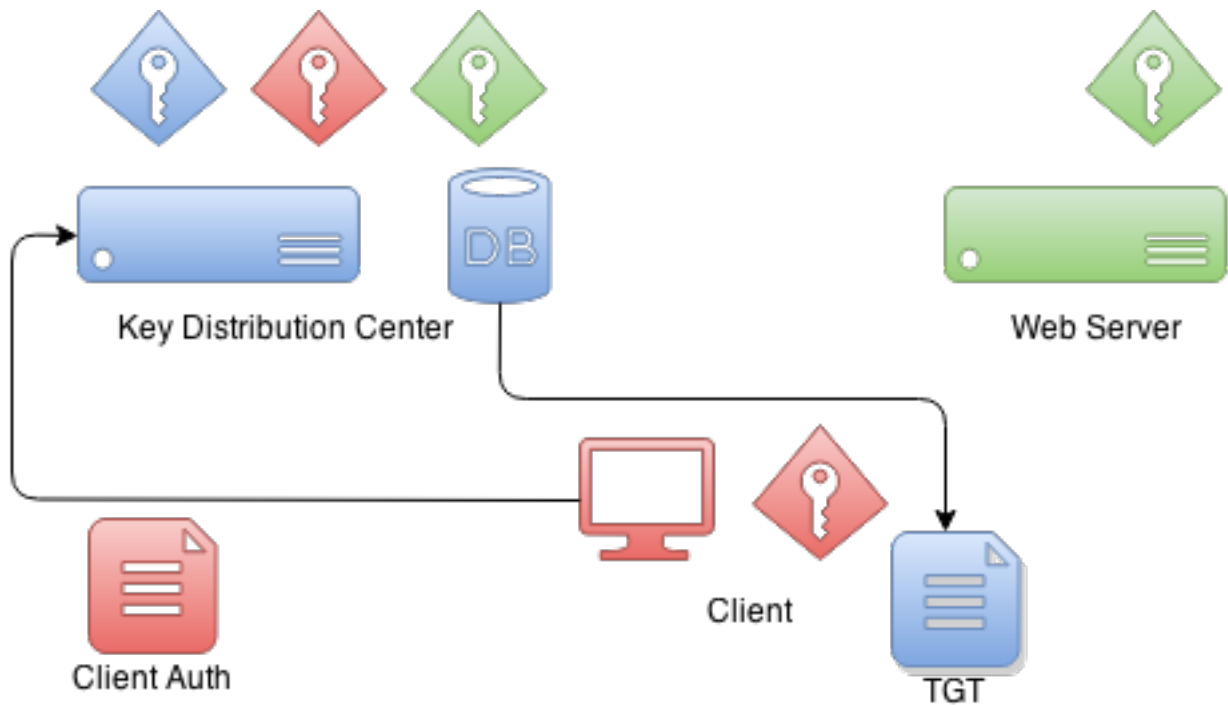 DB
Key Distribution Center
Web Server
Client
Client Auth
TGT